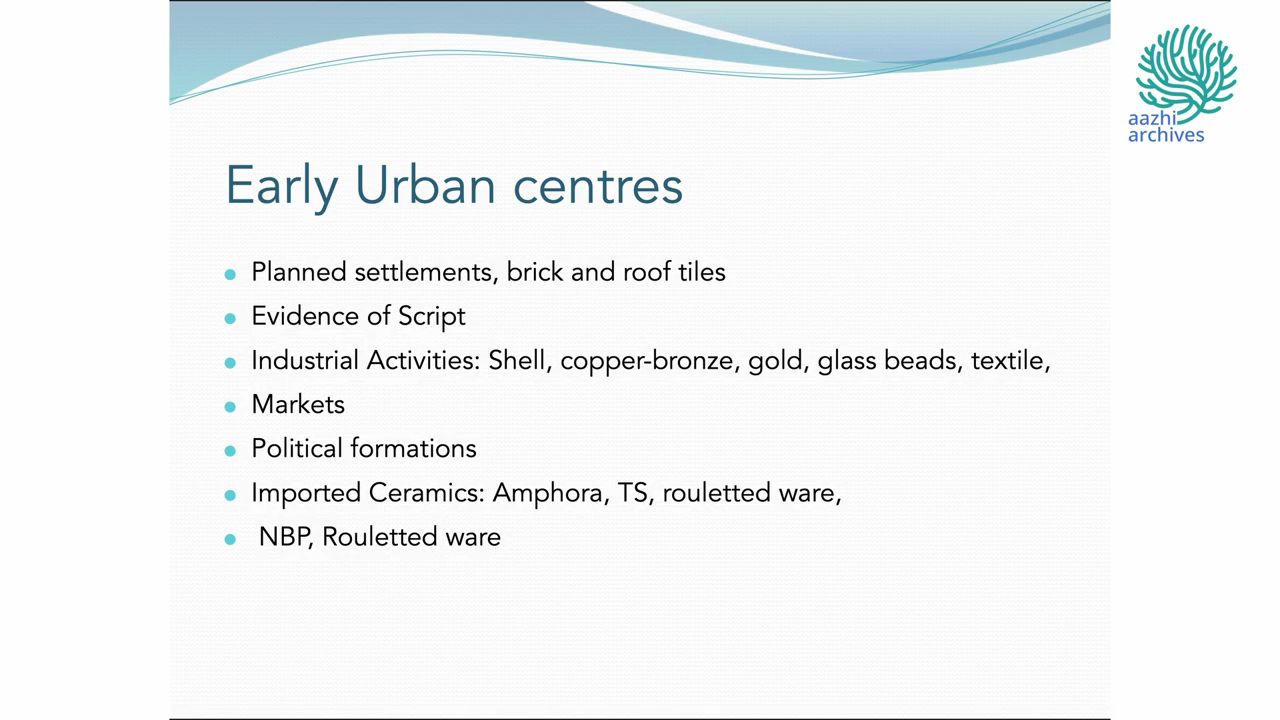 aazhi
archives
Early Urban centres
Planned settlements, brick and roof tiles
Evidence of Script
Industrial Activities: Shell, copper-bronze, gold, glass beads, textile,
Markets
Political formations
Imported Ceramics: Amphora, TS, rouletted ware,
NBP, Rouletted ware